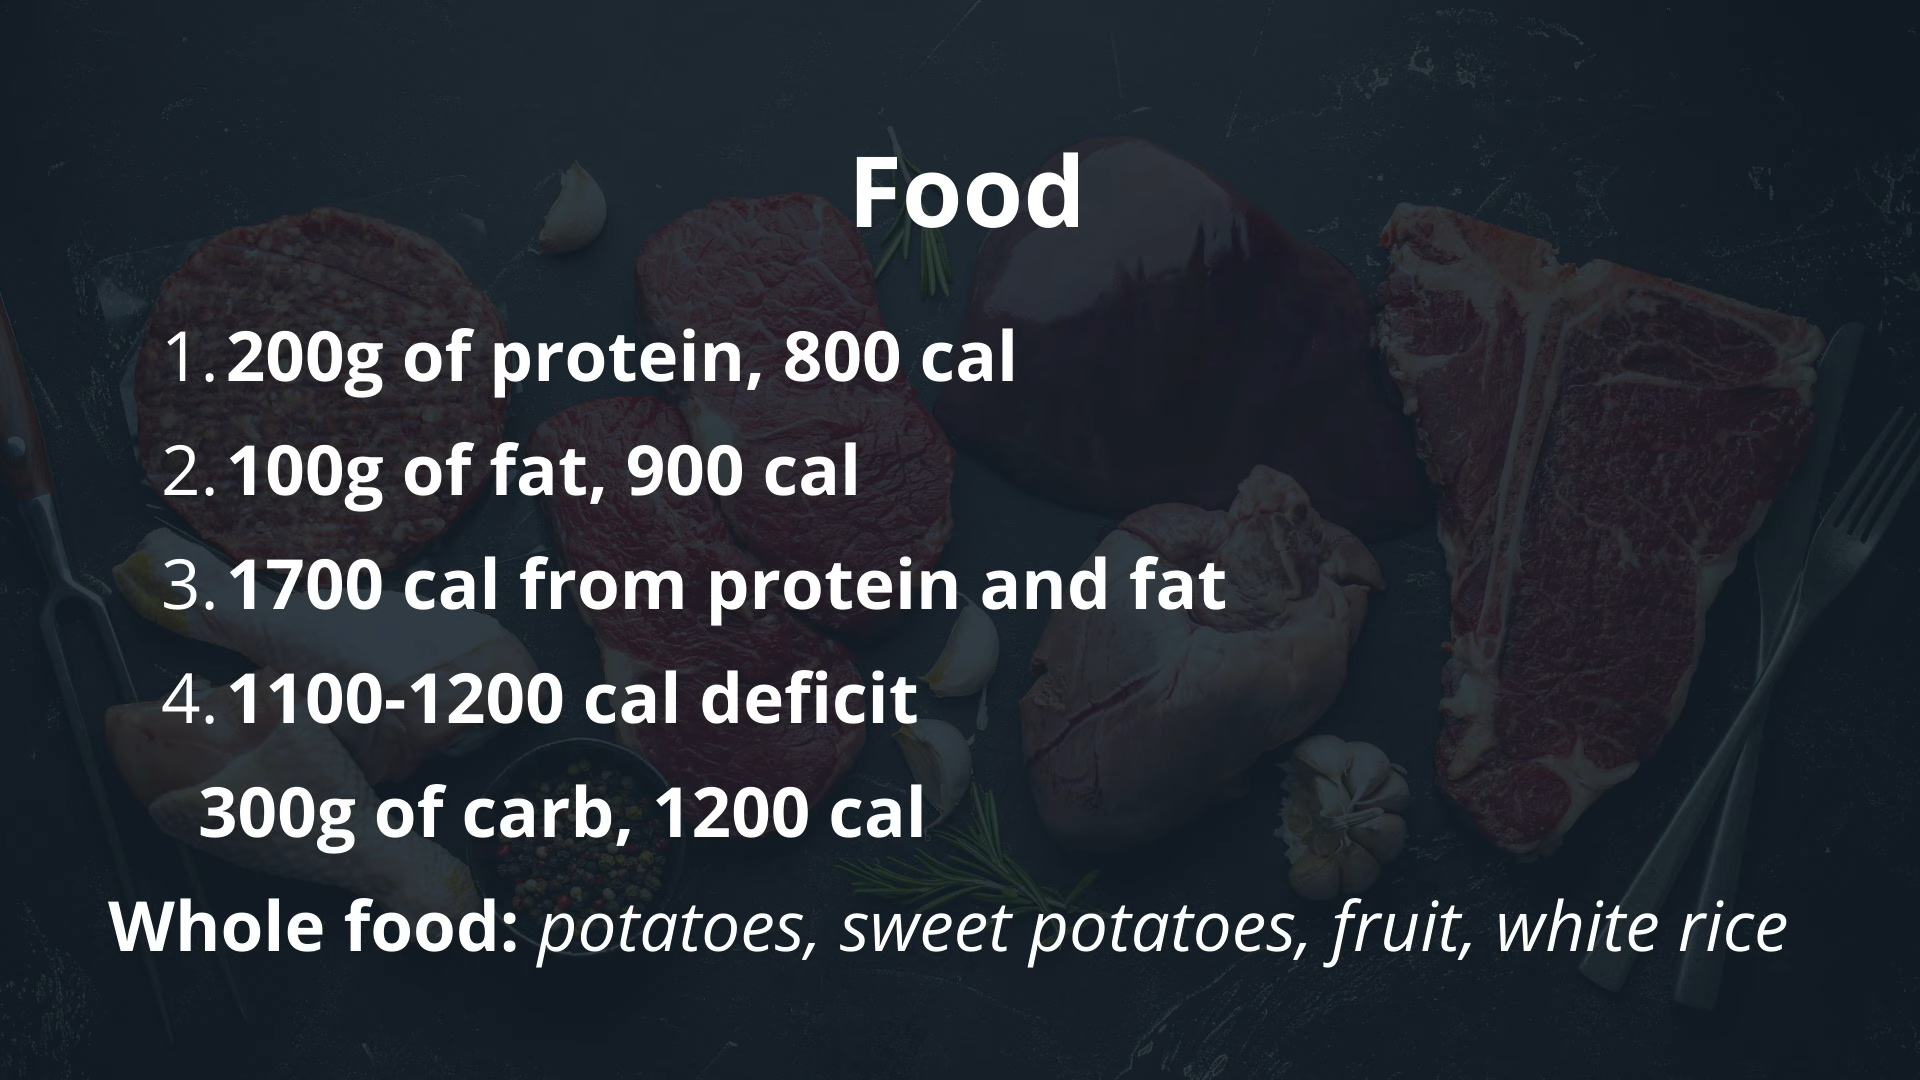 Food
1. 200g of protein, 800 cal
2. 100g of fat, 900 cal
3. 1700 cal from protein and fat
4. 1100-1200 cal deficit
300g of carb, 1200 cal
Whole food: potatoes, sweet potatoes, fruit, white rice